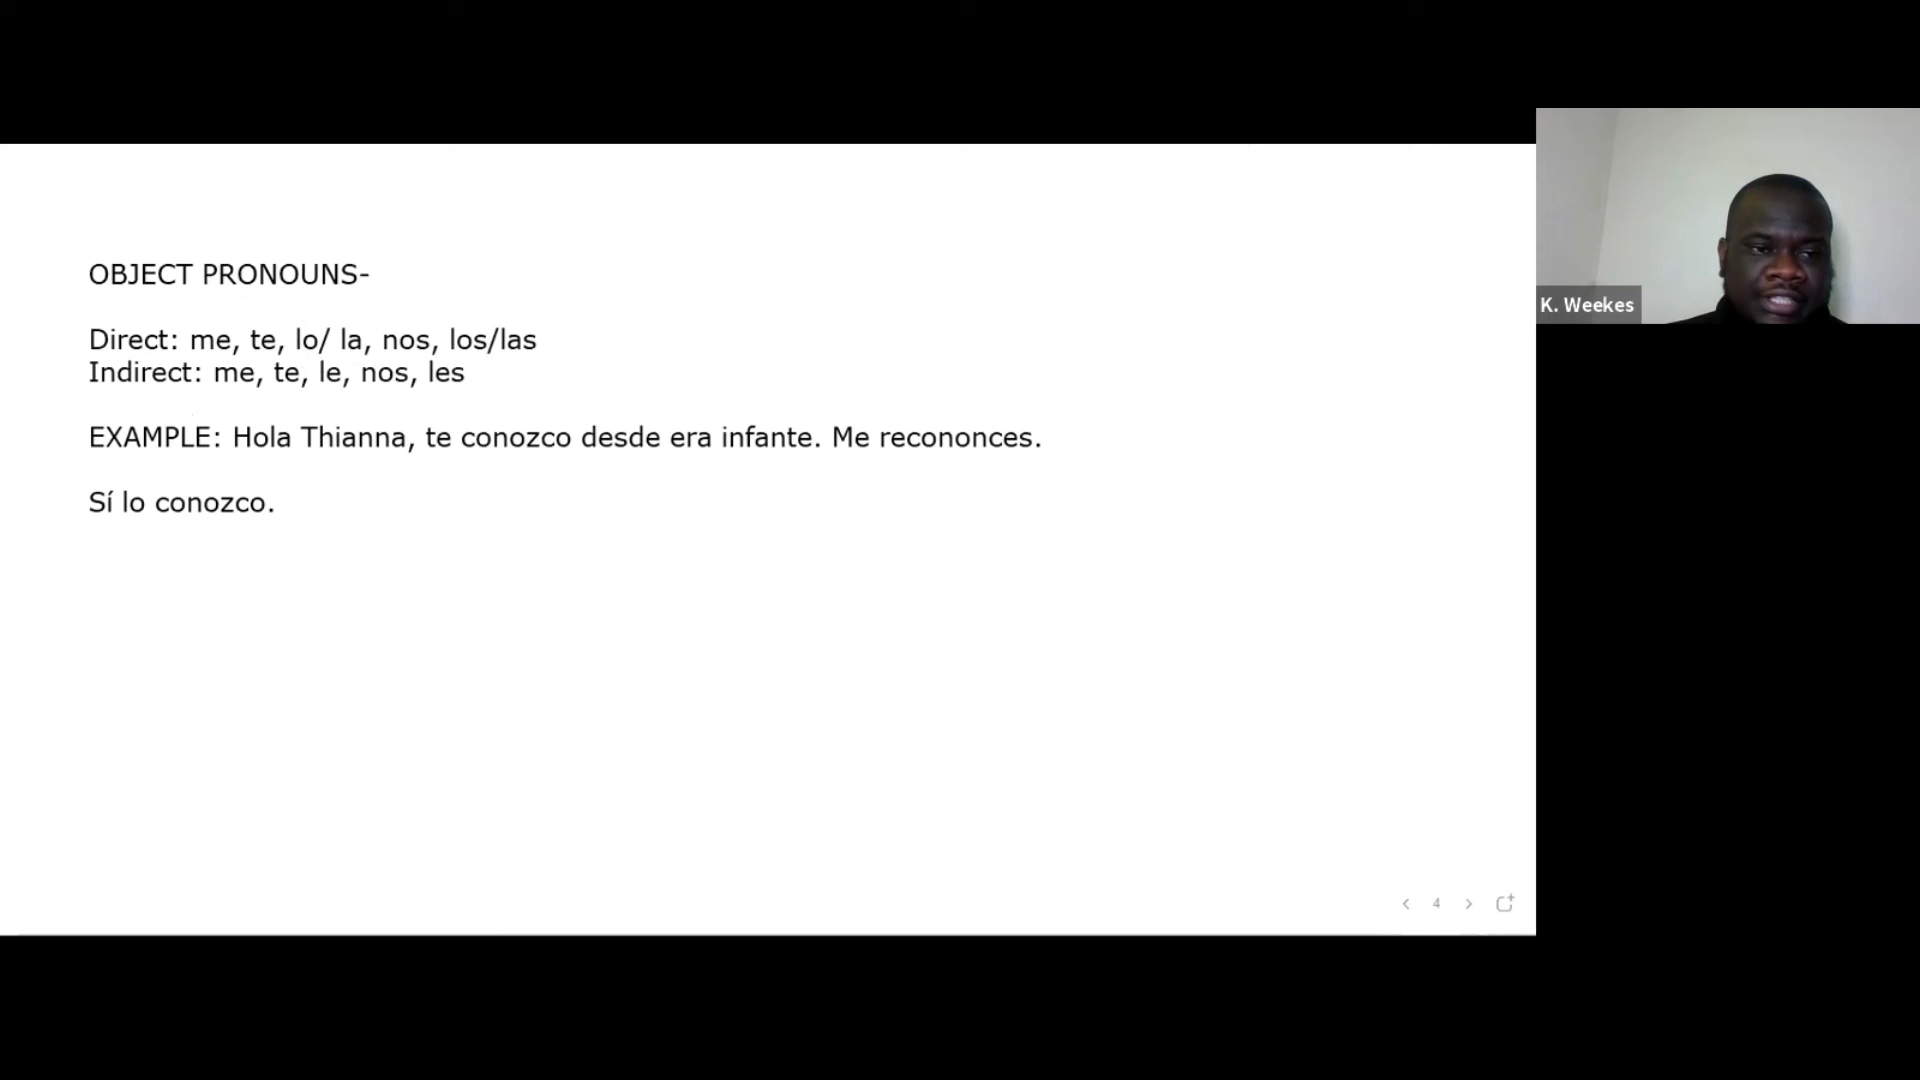 OBJECT PRONOUNS-
Direct: me, te, lo/ la, nos, los/las
Indirect: me, te, le, nos, les
EXAMPLE: Hola Thianna, te conozco desde era infante. Me recononces.
Sí lo conozco.
K. Weekes
4